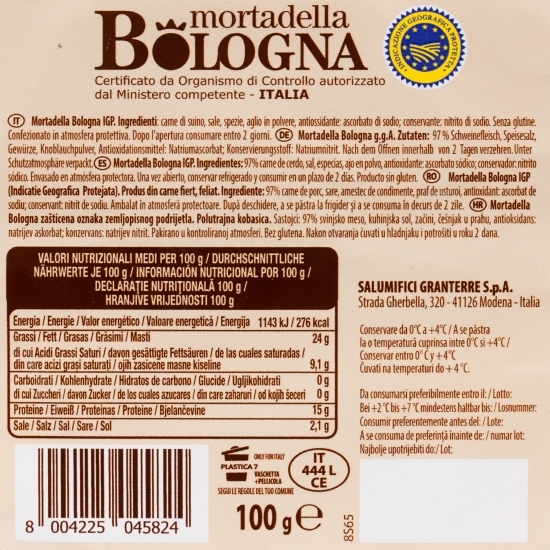 mortadella
BOLOGNA
Certificato da Organismo di Controllo autorizzato
dal Ministero competente - ITALIA
INDICAZIONE GEOGRAFICA PROTETTA
IT Mortadella Bologna IGP. Ingredienti: carne di suino, sale, spezie, aglio in polvere, antiossidante: ascorbato di sodio; conservante: nitrito di sodio. Senza glutine.
Confezionato in atmosfera protettiva. Dopo l'apertura consumare entro 2 giorni. DE Mortadella Bologna g.g.A. Zutaten: 97 % Schweinefleisch, Speisesalz,
Gewürze, Knoblauchpulver, Antioxidationsmittel: Natriumascorbat; Konservierungsstoff: Natriumnitrit. Nach dem Öffnen innerhalb von 2 Tagen verzehren. Unter
Schutzatmosphäre verpackt. ES Mortadella Bologna IGP. Ingredientes: 97% carne de cerdo, sal, especias, ajo en polvo, antioxidante: ascorbato sódico; conservador: nitrito
sódico. Envasado en atmósfera protectora. Una vez abierto, conservar refrigerado y consumir en un plazo de 2 días. Producto sin gluten. RO Mortadella Bologna IGP
(Indicatie Geografica Protejata). Produs din carne fiert, feliat. Ingrediente: 97% carne de porc, sare, amestec de condimente, praf de usturoi, antioxidant: ascorbat de
sodiu; conservant: nitrit de sodiu. Ambalat în atmosferă protectoare. După deschidere, a se păstra la frigider și a se consuma in decurs de 2 zile. HR Mortadella
Bologna zaštićena oznaka zemljopisnog podrijetla. Polutrajna kobasica. Sastojci: 97% svinjsko meso, kuhinjska sol, začini, češnjak u prahu, antioksidans:
natrijev askorbat; konzervans: natrijev nitrit. Pakirano u kontroliranoj atmosferi. Bez glutena. Nakon otvaranja čuvati u hladnjaku i potrošiti u roku 2 dana.
VALORI NUTRIZIONALI MEDI PER 100 g / DURCHSCHNITTLICHE
NÄHRWERTE JE 100 g / INFORMACIÓN NUTRICIONAL POR 100 g /
DECLARAȚIE NUTRIȚIONALĂ 100 g /
HRANJIVE VRIJEDNOSTI 100 g
Energia / Energie / Valor energético / Valoare energetică / Energija 1143 kJ / 276 kcal
Grassi / Fett / Grasas / Grăsimi / Masti 24 g
di cui Acidi Grassi Saturi / davon gesättigte Fettsäuren / de las cuales saturadas /
din care acizi grași saturați / ojih zasicene masne kiseline 9,1 g
Carboidrati / Kohlenhydrate / Hidratos de carbono / Glucide / Ugljikohidrati 0 g
di cui Zuccheri / davon Zucker / de los cuales azucares / din care zaharuri / od kojih šeceri 0 g
Proteine / Eiweiß / Proteinas / Proteine / Bjelančevine 15 g
Sale / Salz / Sal / Sare / Sol 2,1 g
SALUMIFICI GRANTERRE S.p.A.
Strada Gherbella, 320 - 41126 Modena - Italia
Conservare da 0°C a +4°C / A se păstra
la o temperatură cuprinsa intre 0°C si +4°C/
Conservar entre 0°C y +4°C
Čuvati na temperaturi do + 4°C.
Da consumarsi preferibilmente entro il: / Lotto:
Bei +2°C bis +7°C mindestens haltbar bis: / Losnummer:
Consumir preferentemente antes del: / Lote:
A se consuma de preferință inainte de: / numar lot:
Najbolje upotrijebiti do:/ Lot:
8 004225 045824
ONLY FOR ITALY
PLASTICA 7
VASCHETTA
+PELLICOLA
SEGUI LE REGOLE DEL TUO COMUNE
IT
444 L
CE
100 g e
8S65